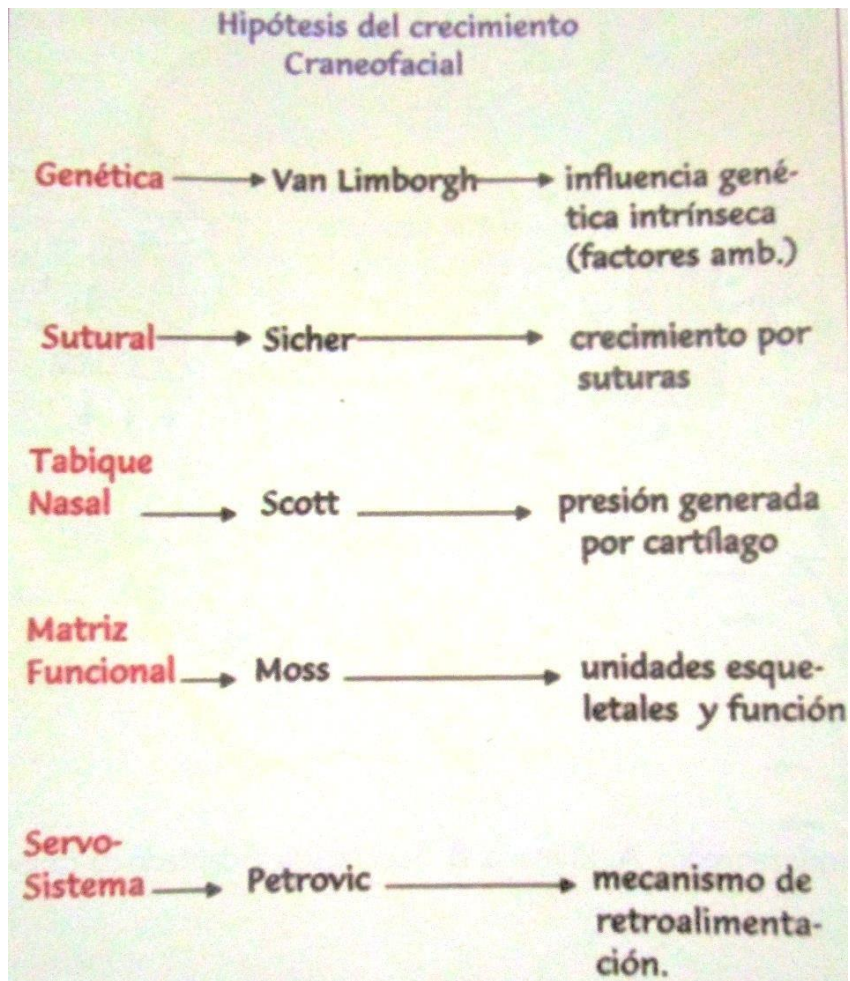 Hipótesis del crecimiento
Craneofacial
Genética Van Limborgh influencia gené-
tica intrínseca
(factores amb.)
Sutural Sicher crecimiento por
suturas
Tabique
Nasal Scott presión generada
por cartílago
Matriz
Funcional Moss unidades esque-
letales y función
Servo-
Sistema Petrovic mecanismo de
retroalimenta-
ción.